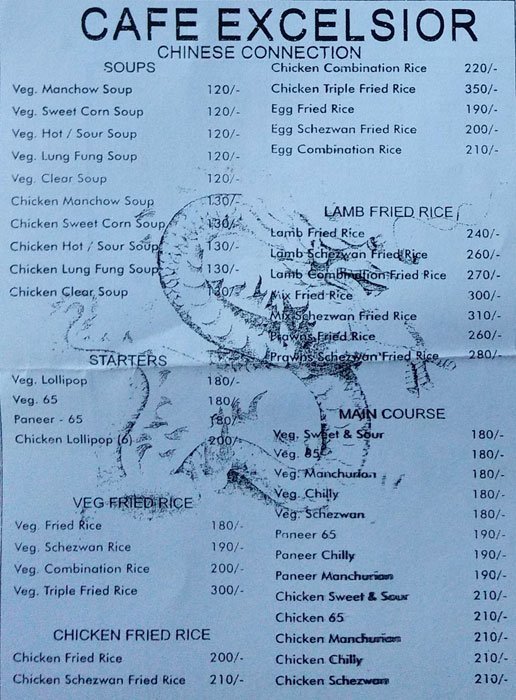 CAFE EXCELSIOR
CHINESE CONNECTION
SOUPS
Veg. Manchow Soup 120/-
Veg. Sweet Corn Soup 120/-
Veg. Hot / Sour Soup 120/-
Veg. Lung Fung Soup 120/-
Veg. Clear Soup 120/-
Chicken Manchow Soup 130/-
Chicken Sweet Corn Soup 130/-
Chicken Hot / Sour Soup 130/-
Chicken Lung Fung Soup 130/-
Chicken Clear Soup 130/-
STARTERS
Veg. Lollipop 180/-
Veg. 65 180/-
Paneer - 65 180/-
Chicken Lollipop (6) 200/-
VEG FRIED RICE
Veg. Fried Rice 180/-
Veg. Schezwan Rice 190/-
Veg. Combination Rice 200/-
Veg. Triple Fried Rice 300/-
CHICKEN FRIED RICE
Chicken Fried Rice 200/-
Chicken Schezwan Fried Rice 210/-
Chicken Combination Rice 220/-
Chicken Triple Fried Rice 350/-
Egg Fried Rice 190/-
Egg Schezwan Fried Rice 200/-
Egg Combination Rice 210/-
LAMB FRIED RICE
Lamb Fried Rice 240/-
Lamb Schezwan Fried Rice 260/-
Lamb Combination Fried Rice 270/-
Mix Fried Rice 300/-
Mix Schezwan Fried Rice 310/-
Prawns Fried Rice 260/-
Prawns Schezwan Fried Rice 280/-
MAIN COURSE
Veg. Sweet & Sour 180/-
Veg. 65 180/-
Veg. Manchurian 180/-
Veg. Chilly 180/-
Veg. Schezwan 180/-
Paneer 65 190/-
Paneer Chilly 190/-
Paneer Manchurian 190/-
Chicken Sweet & Sour 210/-
Chicken 65 210/-
Chicken Manchurian 210/-
Chicken Chilly 210/-
Chicken Schezwan 210/-